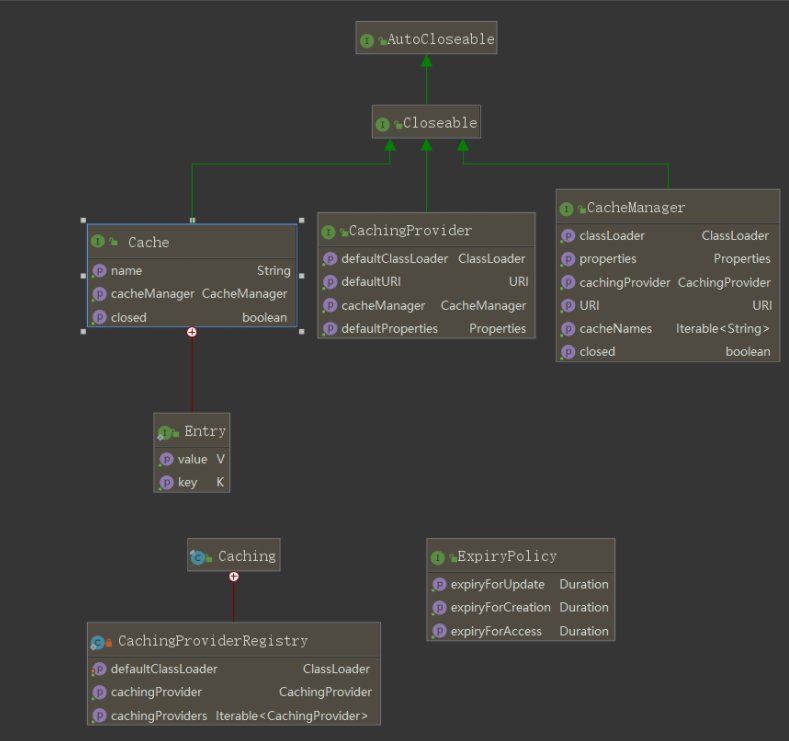 AutoCloseable
Closeable
Cache
name String
cacheManager CacheManager
closed boolean
CachingProvider
defaultClassLoader ClassLoader
defaultURI URI
cacheManager CacheManager
defaultProperties Properties
CacheManager
classLoader ClassLoader
properties Properties
cachingProvider CachingProvider
URI URI
cacheNames Iterable<String>
closed boolean
Entry
value V
key K
Caching
CachingProviderRegistry
defaultClassLoader ClassLoader
cachingProvider CachingProvider
cachingProviders Iterable<CachingProvider>
ExpiryPolicy
expiryForUpdate Duration
expiryForCreation Duration
expiryForAccess Duration